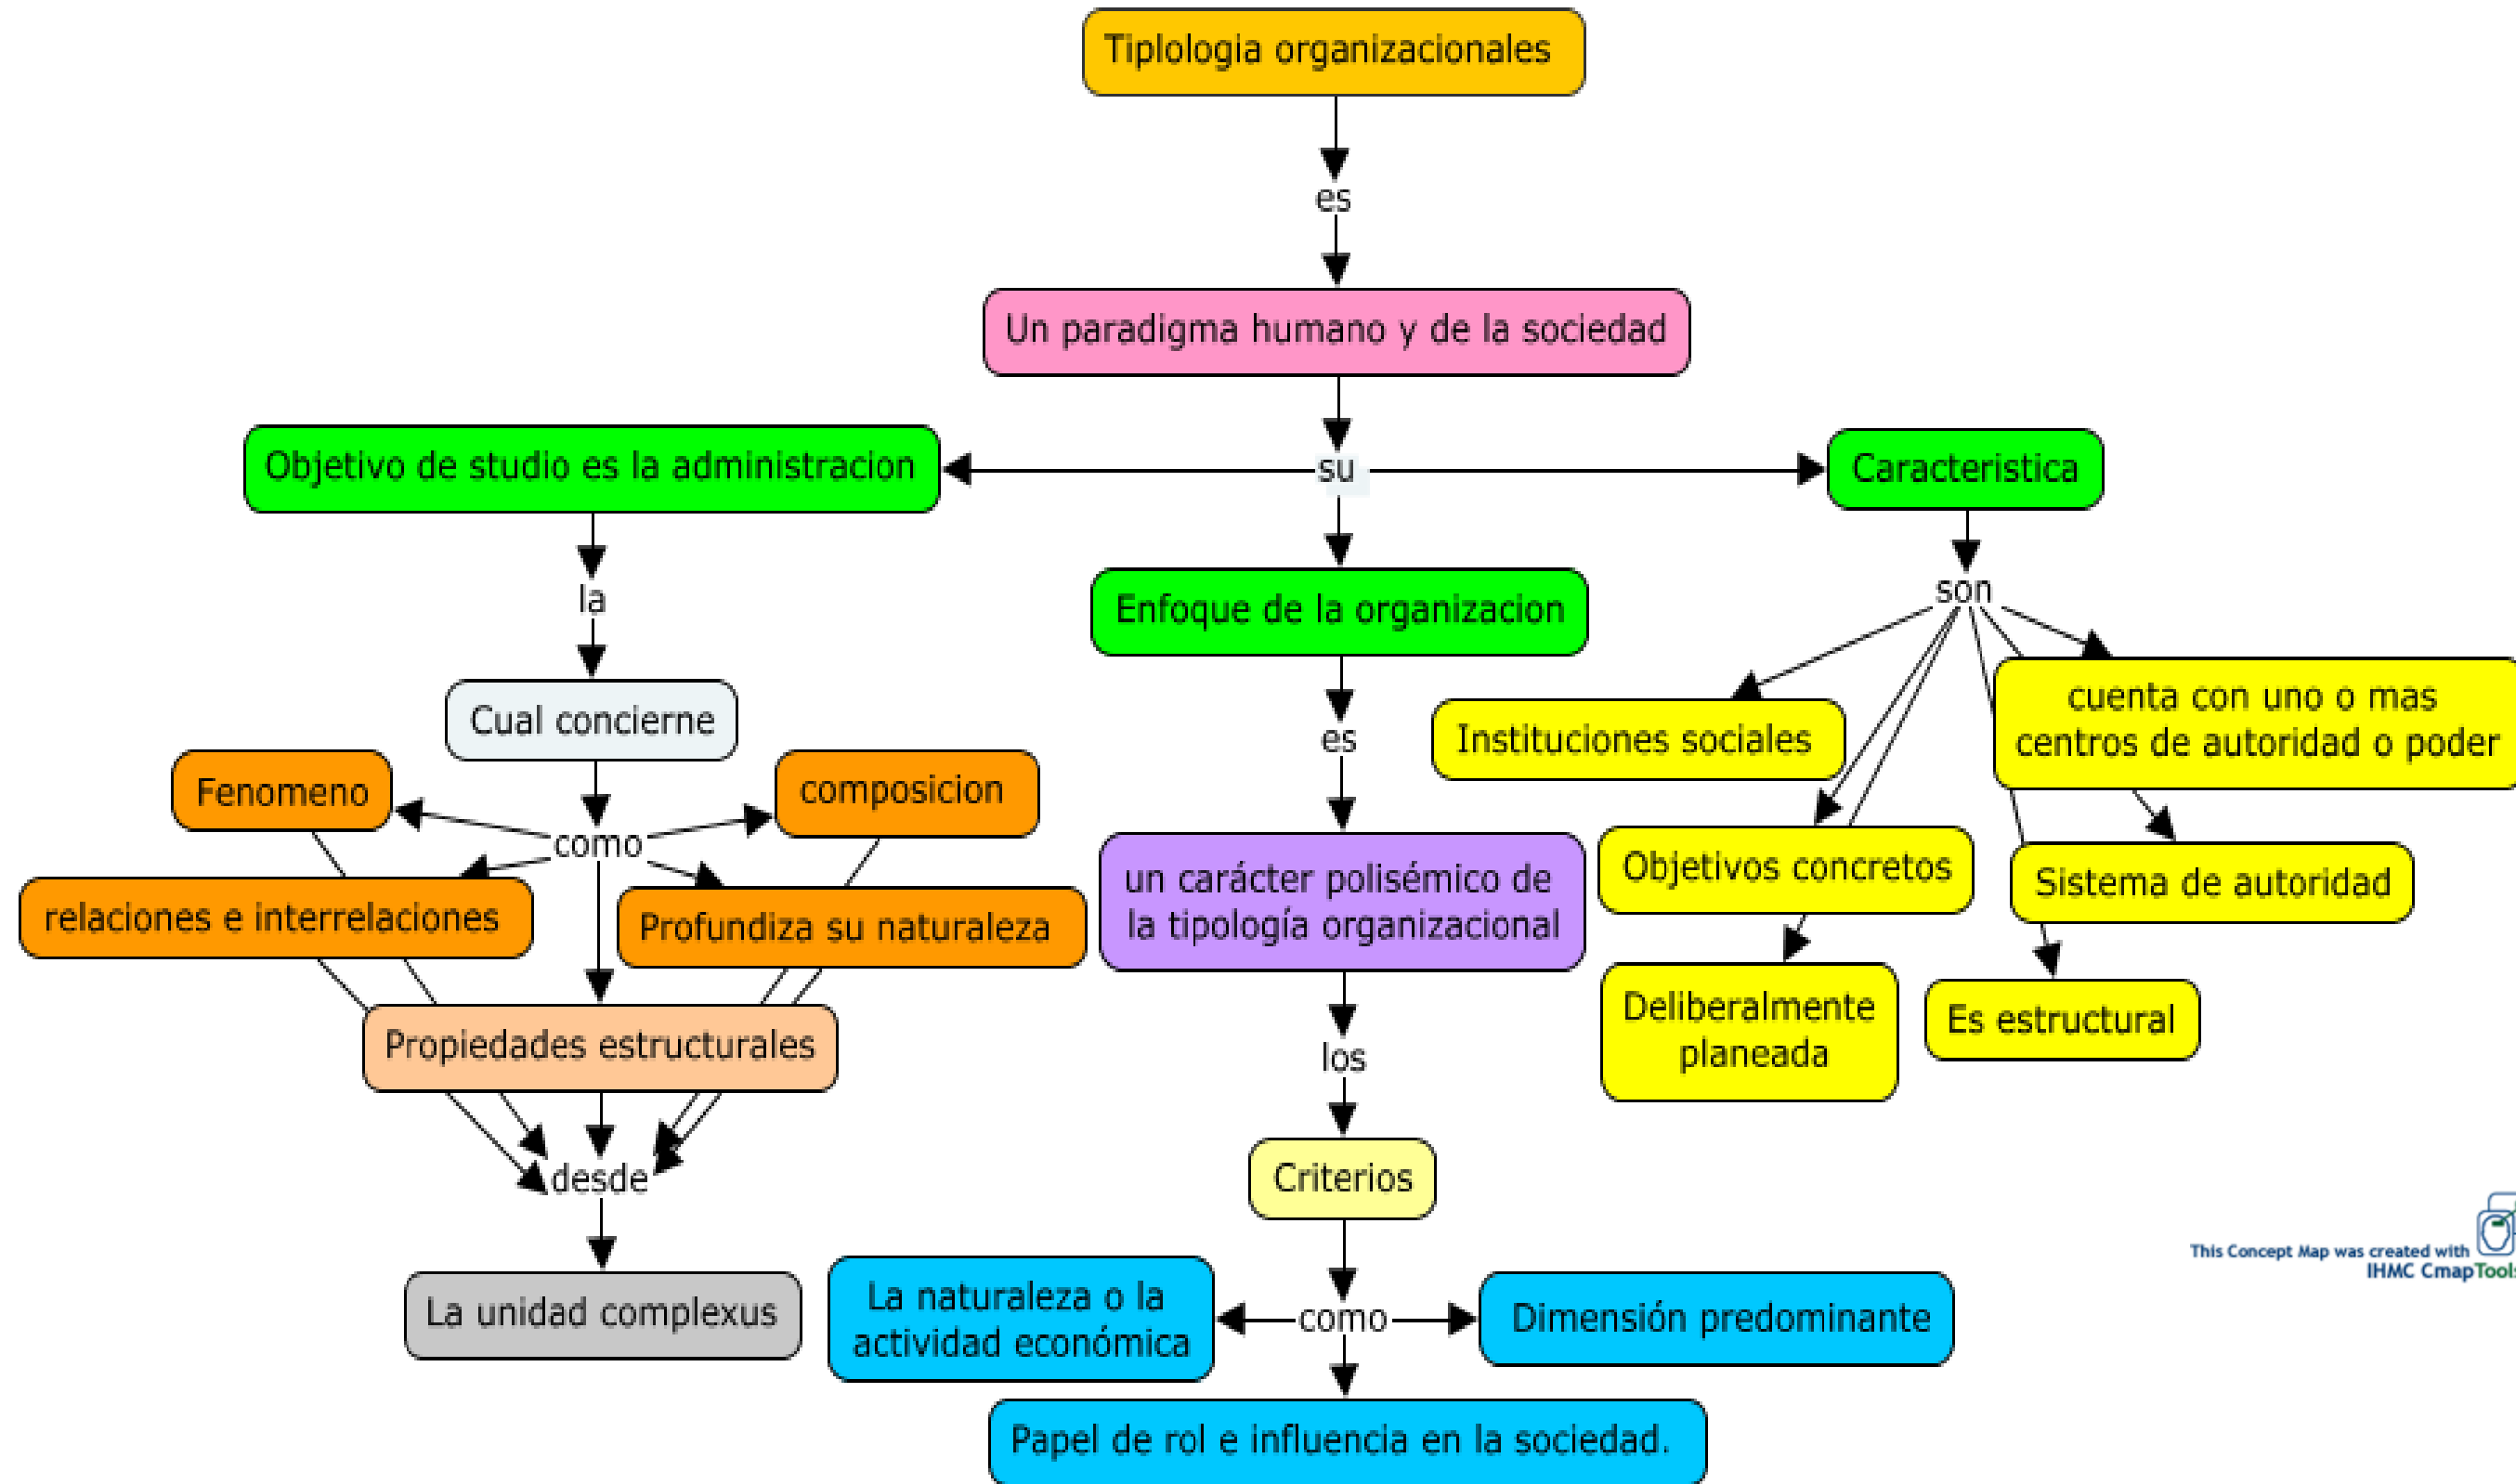 Tiplologia organizacionales
es
Un paradigma humano y de la sociedad
Objetivo de studio es la administracion
su
Caracteristica
la
Enfoque de la organizacion
son
Cual concierne
es
Instituciones sociales
cuenta con uno o mas
centros de autoridad o poder
Fenomeno
composicion
como
relaciones e interrelaciones
Profundiza su naturaleza
un carácter polisémico de
la tipología organizacional
Objetivos concretos
Sistema de autoridad
Propiedades estructurales
los
Deliberalmente
planeada
Es estructural
desde
Criterios
La unidad complexus
La naturaleza o la
actividad económica
como
Dimensión predominante
Papel de rol e influencia en la sociedad.
This Concept Map was created with
IHMC CmapTools